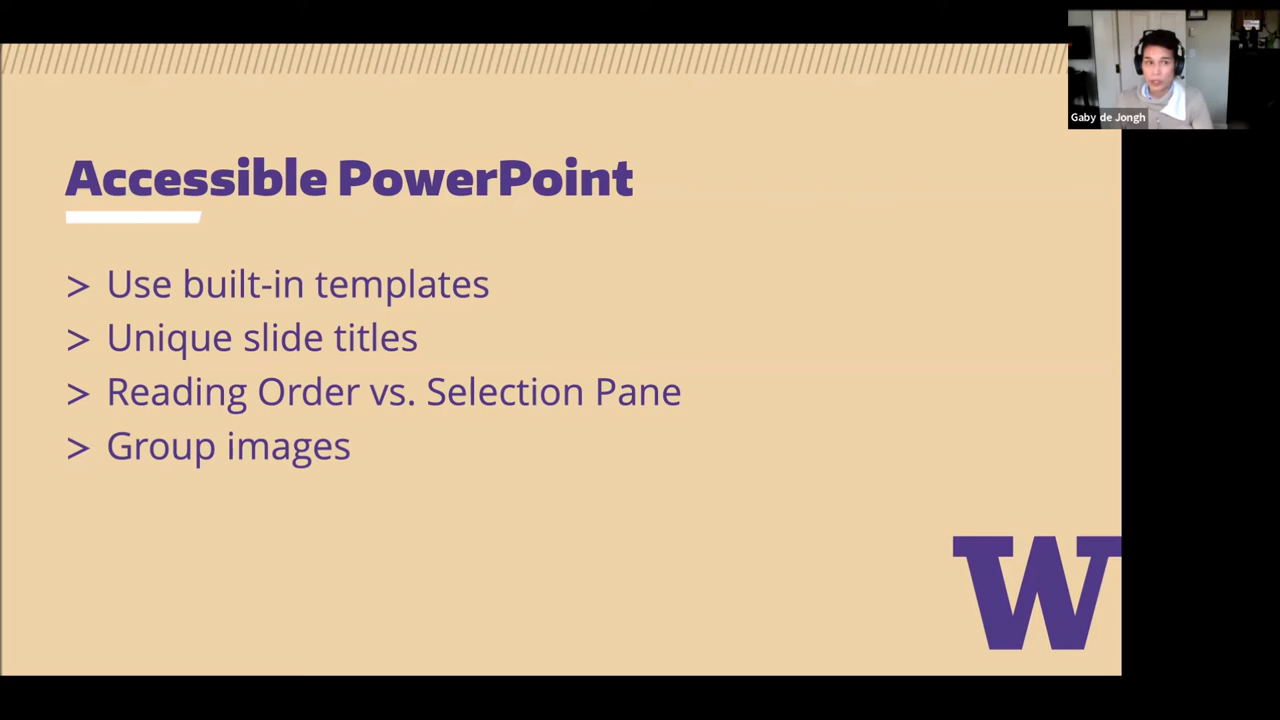 Accessible PowerPoint
> Use built-in templates
> Unique slide titles
> Reading Order vs. Selection Pane
> Group images
W
Gaby de Jongh